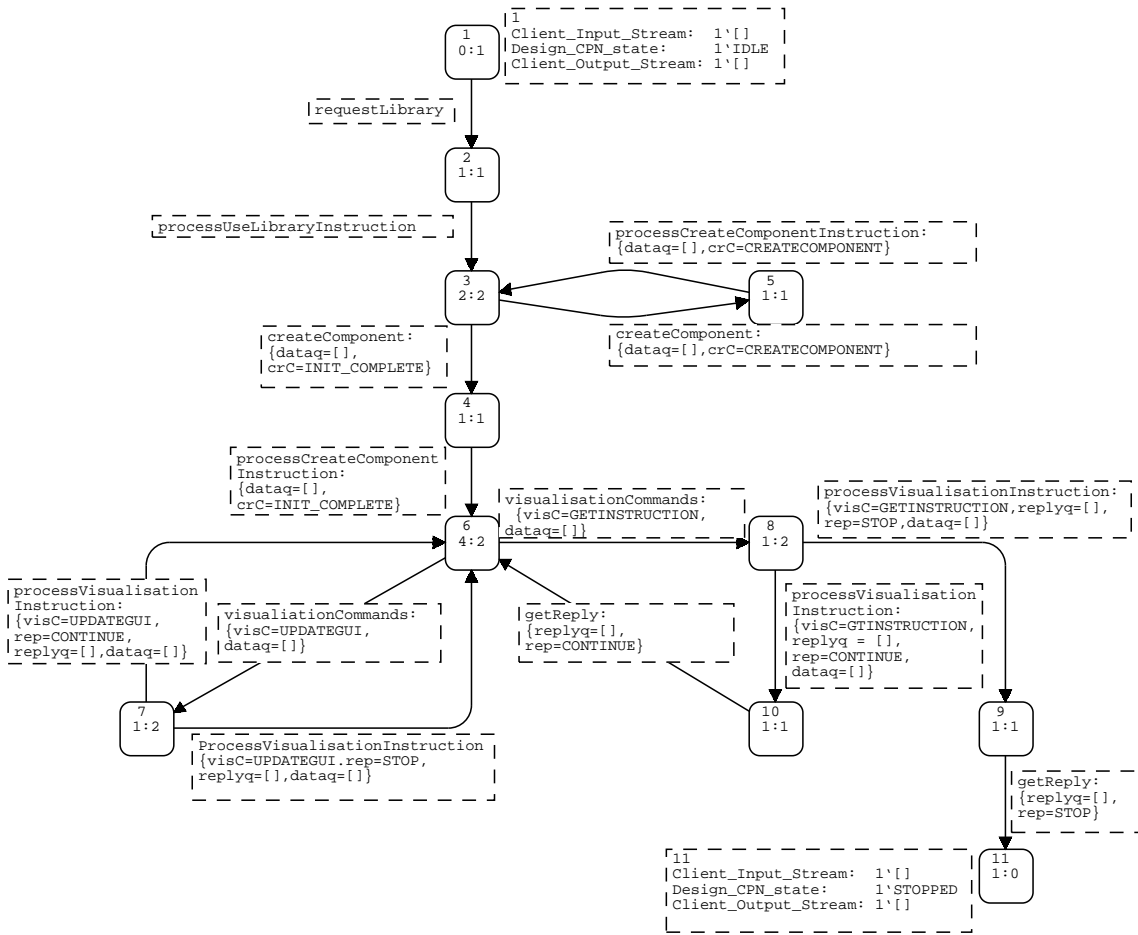 1
0:1
1
Client_Input_Stream:  1`[]
Design_CPN_state:     1`IDLE
Client_Output_Stream: 1`[]
requestLibrary
2
1:1
processUseLibraryInstruction
processCreateComponentInstruction:
{dataq=[],crC=CREATECOMPONENT}
3
2:2
5
1:1
createComponent:
{dataq=[],
crC=INIT_COMPLETE}
createComponent:
{dataq=[],crC=CREATECOMPONENT}
4
1:1
processCreateComponent
Instruction:
{dataq=[],
crC=INIT_COMPLETE}
visualisationCommands:
{visC=GETINSTRUCTION,
dataq=[]}
processVisualisationInstruction:
{visC=GETINSTRUCTION,replyq=[],
rep=STOP,dataq=[]}
6
4:2
8
1:2
processVisualisation
Instruction:
{visC=UPDATEGUI,
rep=CONTINUE,
replyq=[],dataq=[]}
visualiationCommands:
{visC=UPDATEGUI,
dataq=[]}
getReply:
{replyq=[],
rep=CONTINUE}
processVisualisation
Instruction:
{visC=GTINSTRUCTION,
replyq = [],
rep=CONTINUE,
dataq=[]}
7
1:2
10
1:1
9
1:1
ProcessVisualisationInstruction
{visC=UPDATEGUI.rep=STOP,
replyq=[],dataq=[]}
getReply:
{replyq=[],
rep=STOP}
11
Client_Input_Stream:  1`[]
Design_CPN_state:     1`STOPPED
Client_Output_Stream: 1`[]
11
1:0